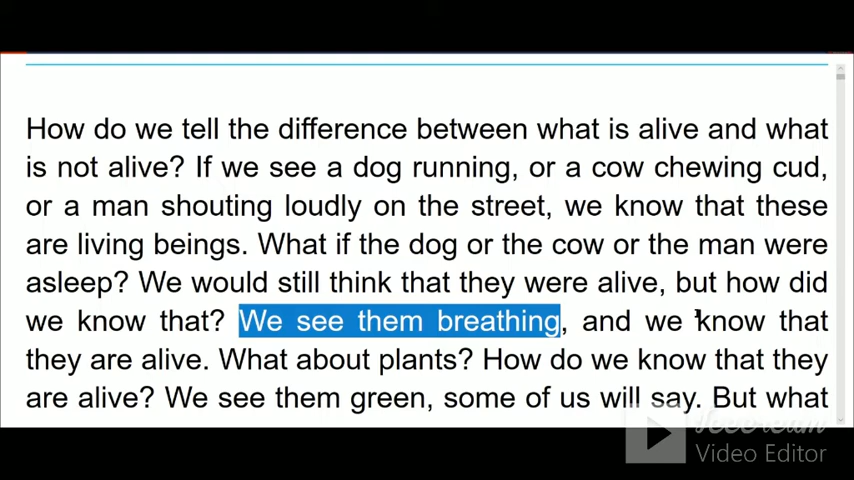 How do we tell the difference between what is alive and what
is not alive? If we see a dog running, or a cow chewing cud,
or a man shouting loudly on the street, we know that these
are living beings. What if the dog or the cow or the man were
asleep? We would still think that they were alive, but how did
we know that? We see them breathing, and we know that
they are alive. What about plants? How do we know that they
are alive? We see them green, some of us will say. But what
Video Editor